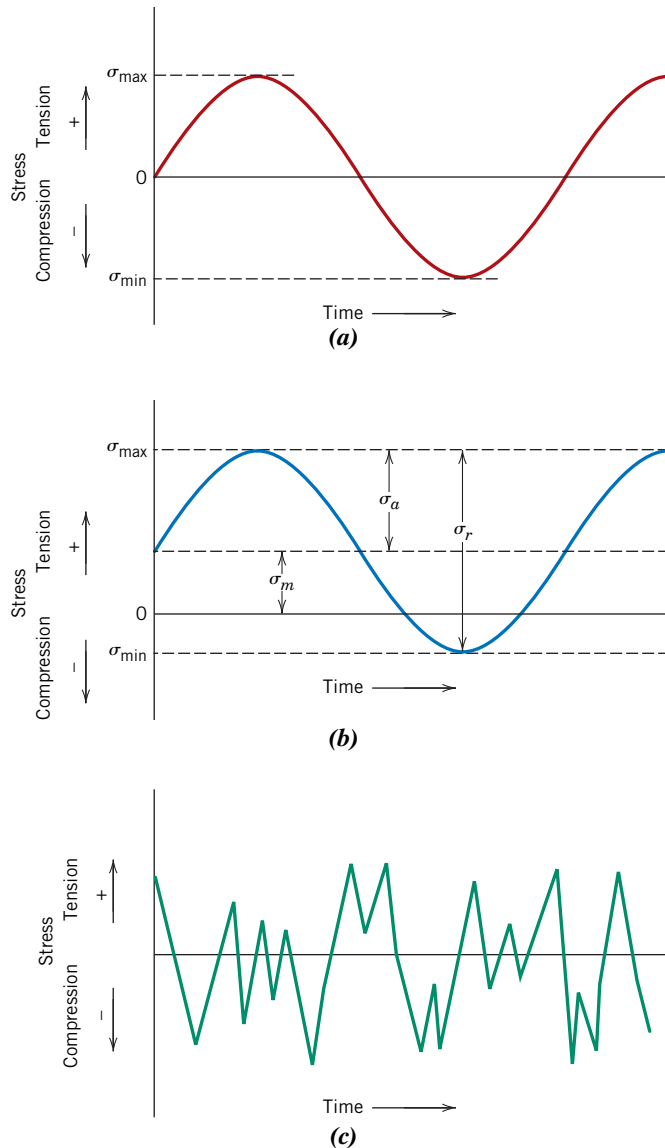 σmax
Tension
+
Stress
0
Compression
−
σmin
Time
(a)
σmax
σa
σr
Tension
+
σm
Stress
0
Compression
−
σmin
Time
(b)
Tension
+
Stress
Compression
−
Time
(c)